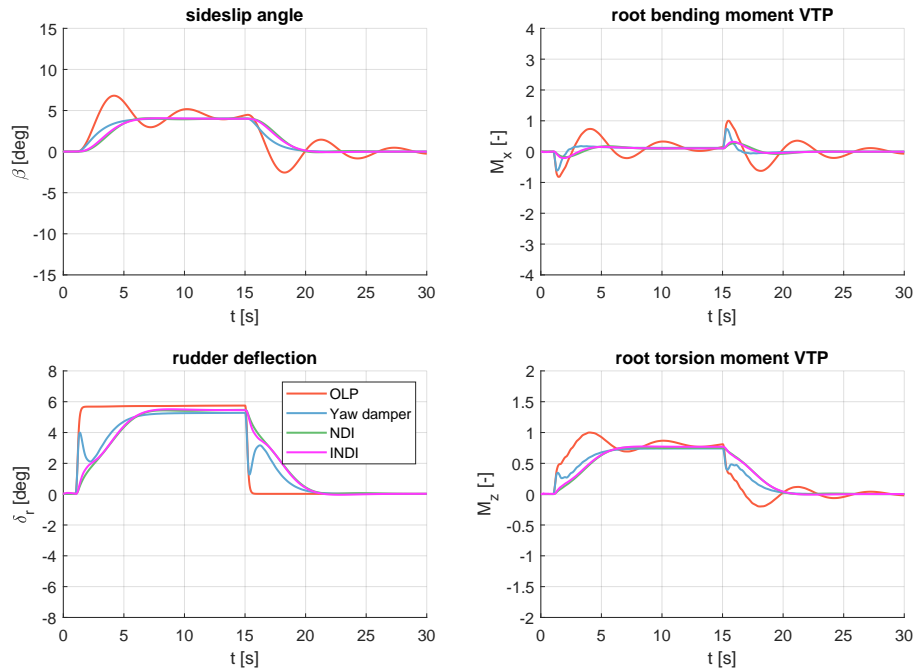 sideslip angle
15
10
5
0
-5
-10
-15
β [deg]
0 5 10 15 20 25 30
t [s]
root bending moment VTP
4
3
2
1
0
-1
-2
-3
-4
M_x [-]
0 5 10 15 20 25 30
t [s]
rudder deflection
8
6
4
2
0
-2
-4
-6
-8
δ_r [deg]
OLP
Yaw damper
NDI
INDI
0 5 10 15 20 25 30
t [s]
root torsion moment VTP
2
1.5
1
0.5
0
-0.5
-1
-1.5
-2
M_z [-]
0 5 10 15 20 25 30
t [s]